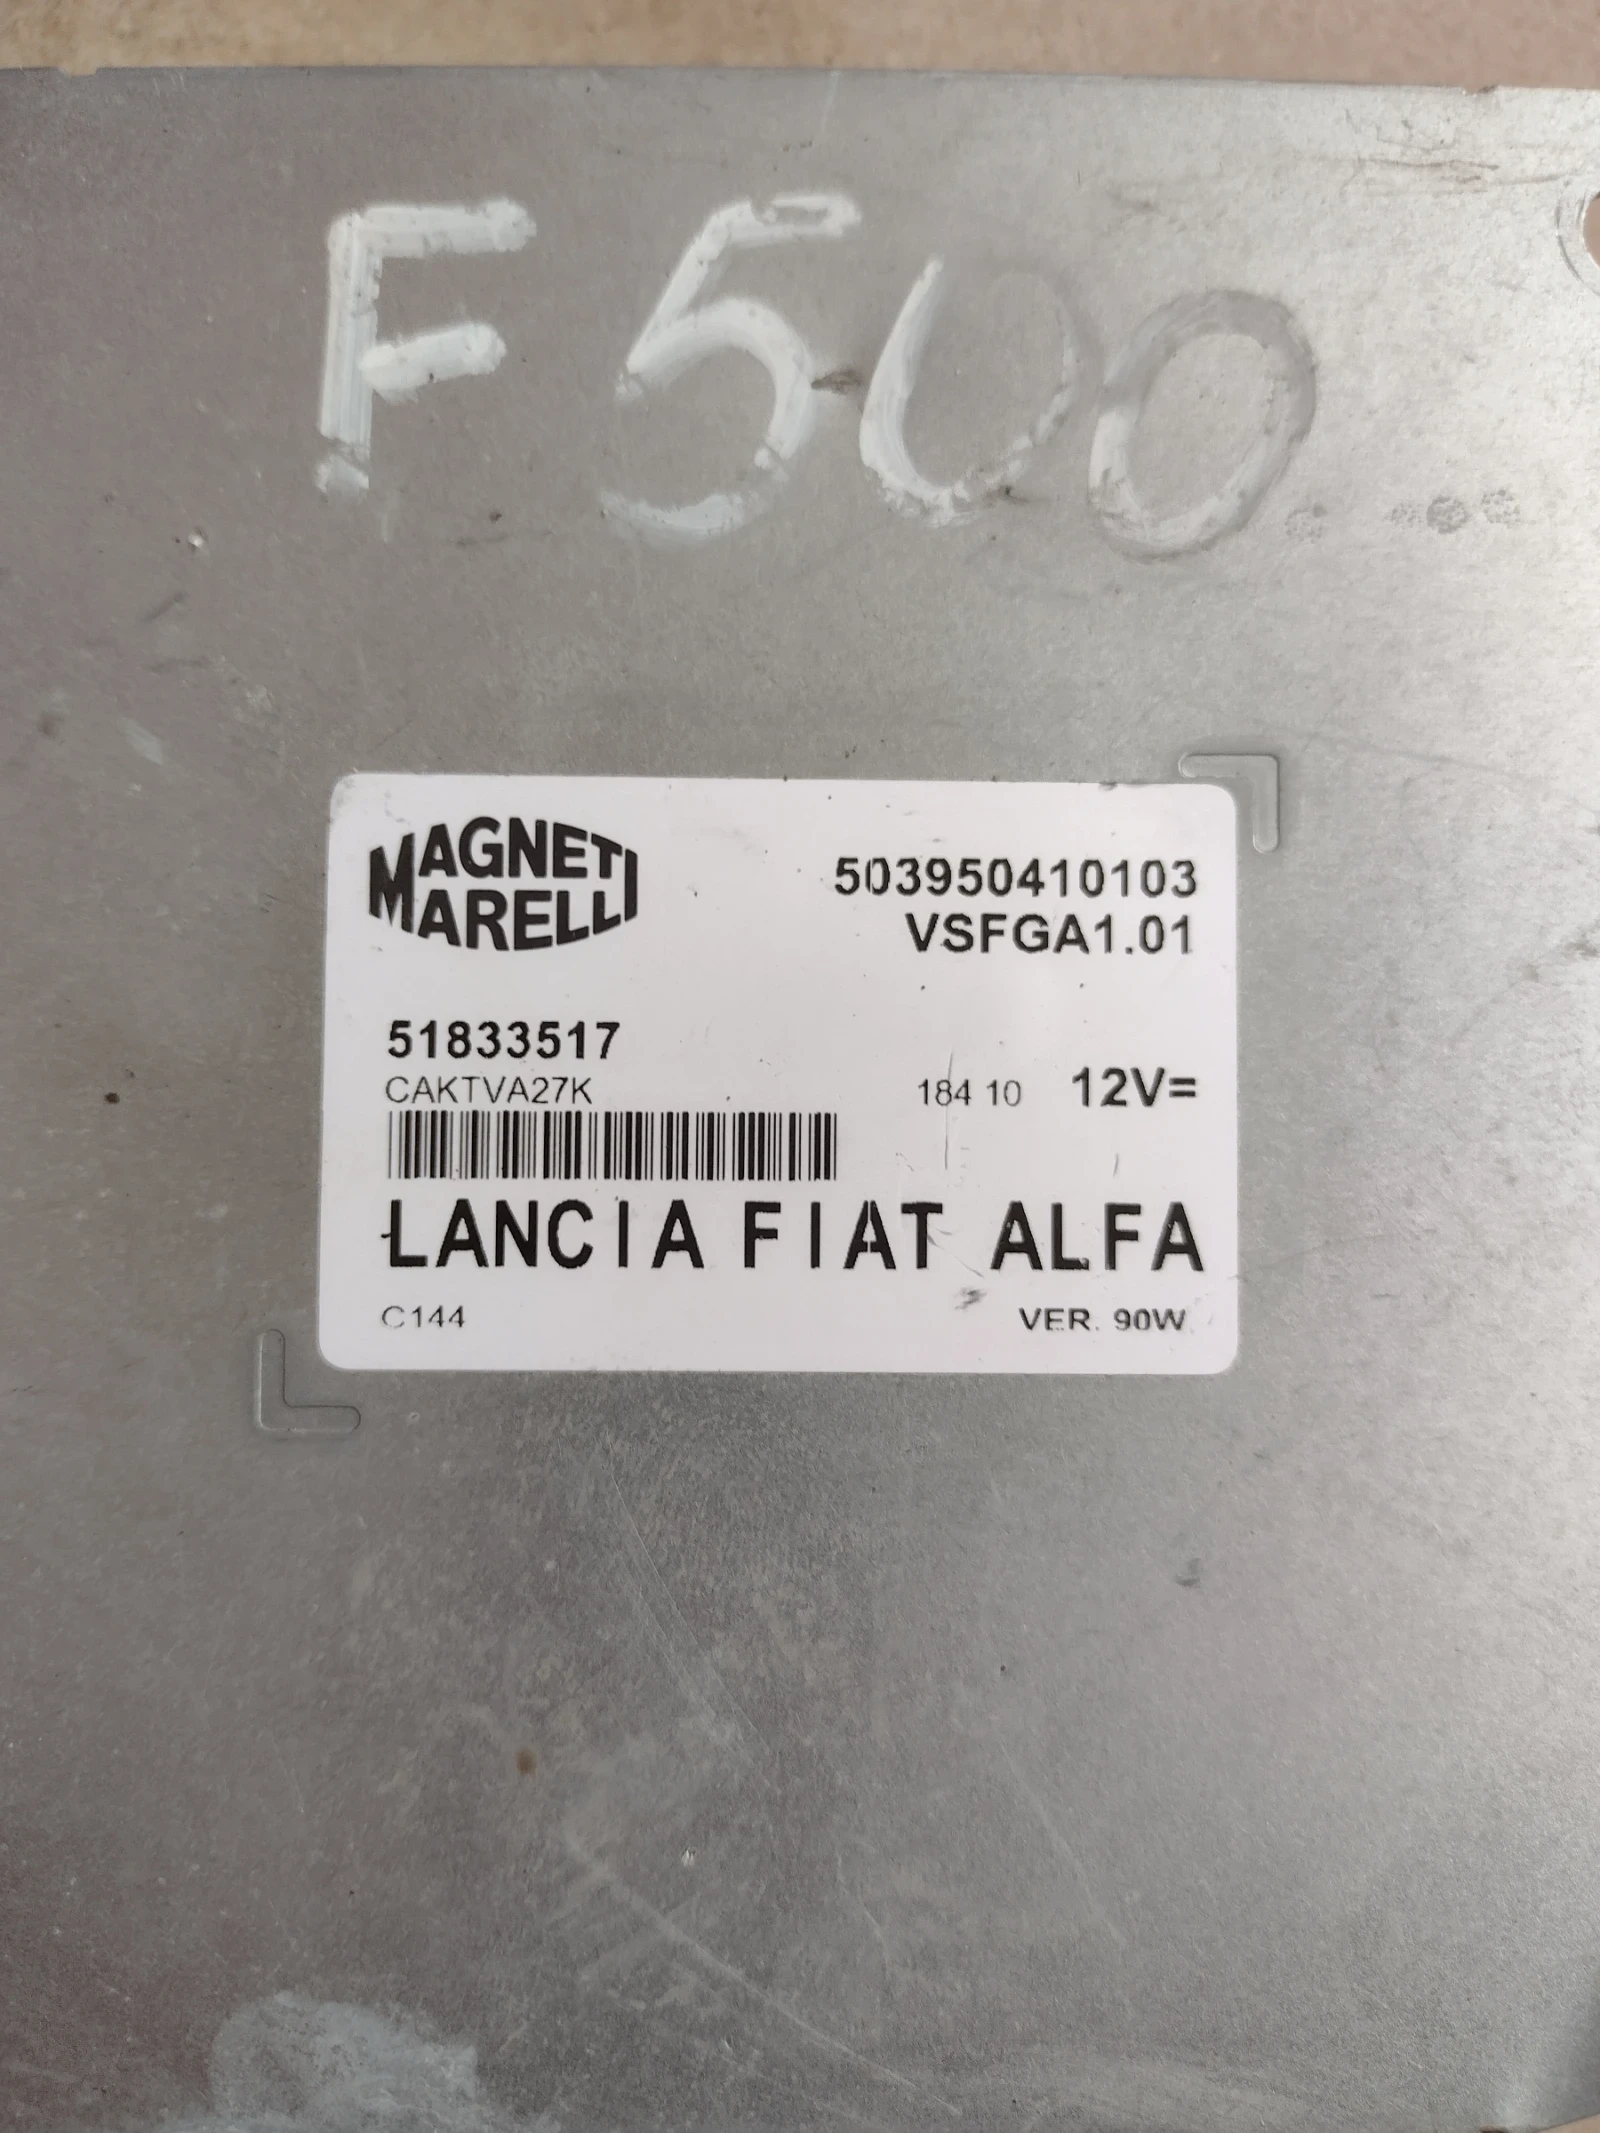 F500
MAGNETI
MARELLI
503950410103
VSFGA1.01
51833517
CAKTVA27K
184 10 12V=
LANCIA FIAT ALFA
C144
VER. 90W